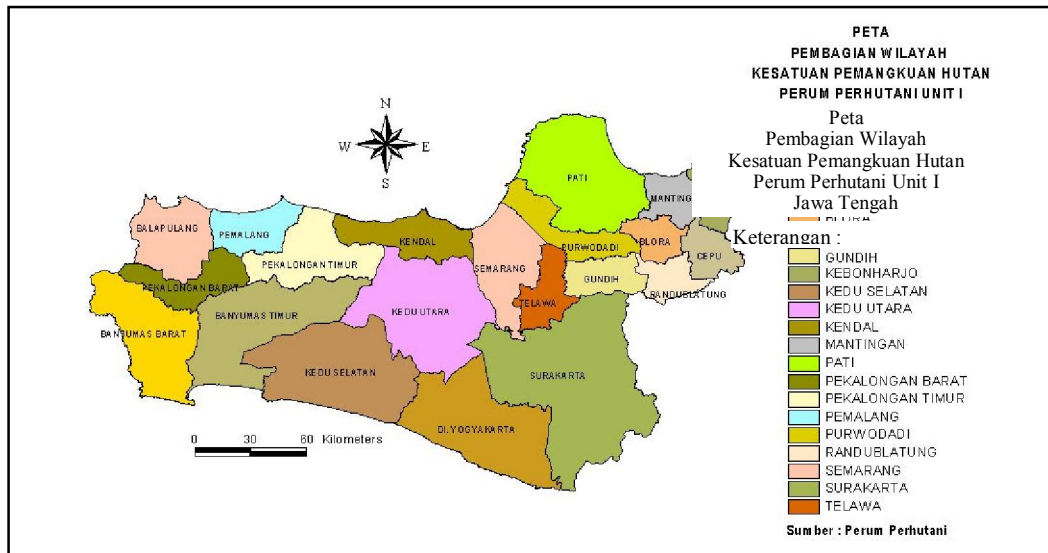 PETA
PEMBAGIAN WILAYAH
KESATUAN PEMANGKUAN HUTAN
PERUM PERHUTANI UNIT I
Peta
Pembagian Wilayah
Kesatuan Pemangkuan Hutan
Perum Perhutani Unit I
Jawa Tengah
N
W E
S
PATI
MANTING
BALAPULANG
PEMALANG
KENDAL
PEKALONGAN TIMUR
SEMARANG
PURWODADI
BLORA
CEPU
GUNDIH
RANDUBLATUNG
TELAWA
PEKALONGAN BARAT
BANYUMAS TIMUR
KEDU UTARA
BANYUMAS BARAT
KEDU SELATAN
SURAKARTA
DI.YOGYAKARTA
0 30 60 Kilometers
BLORA
Keterangan :
GUNDIH
KEBONHARJO
KEDU SELATAN
KEDU UTARA
KENDAL
MANTINGAN
PATI
PEKALONGAN BARAT
PEKALONGAN TIMUR
PEMALANG
PURWODADI
RANDUBLATUNG
SEMARANG
SURAKARTA
TELAWA
Sumber : Perum Perhutani